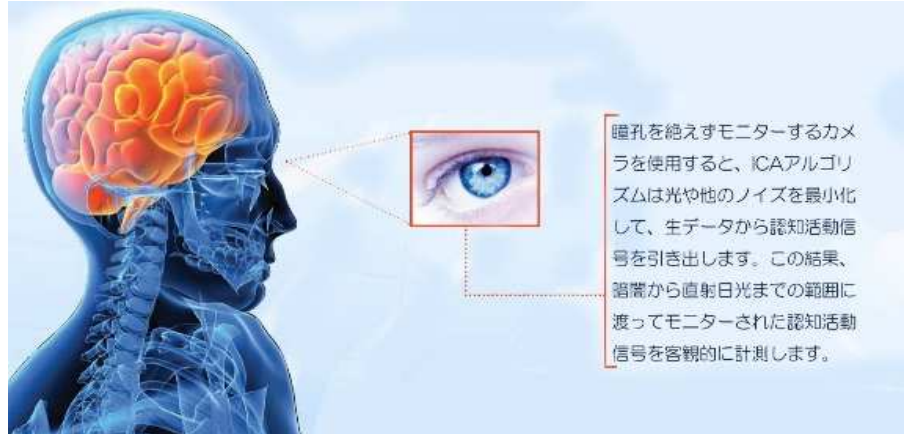 瞳孔を絶えずモニターするカメ
ラを使用すると、ICAアルゴリ
ズムは光や他のノイズを最小化
して、生データから認知活動信
号を引き出します。この結果、
暗闇から直射日光までの範囲に
渡ってモニターされた認知活動
信号を客観的に計測します。